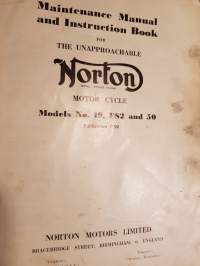 Maintenance Manual
and Instruction Book
FOR
THE UNAPPROACHABLE
Norton
MOTOR CYCLE
Models No. 19, ES2 and 50
NORTON MOTORS LIMITED
BRACEBRIDGE STREET, BIRMINGHAM, 6, ENGLAND